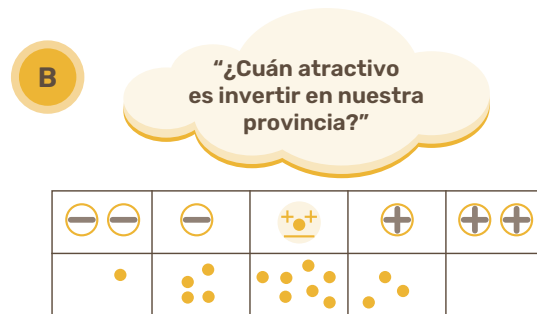 B
“¿Cuán atractivo
es invertir en nuestra
provincia?”